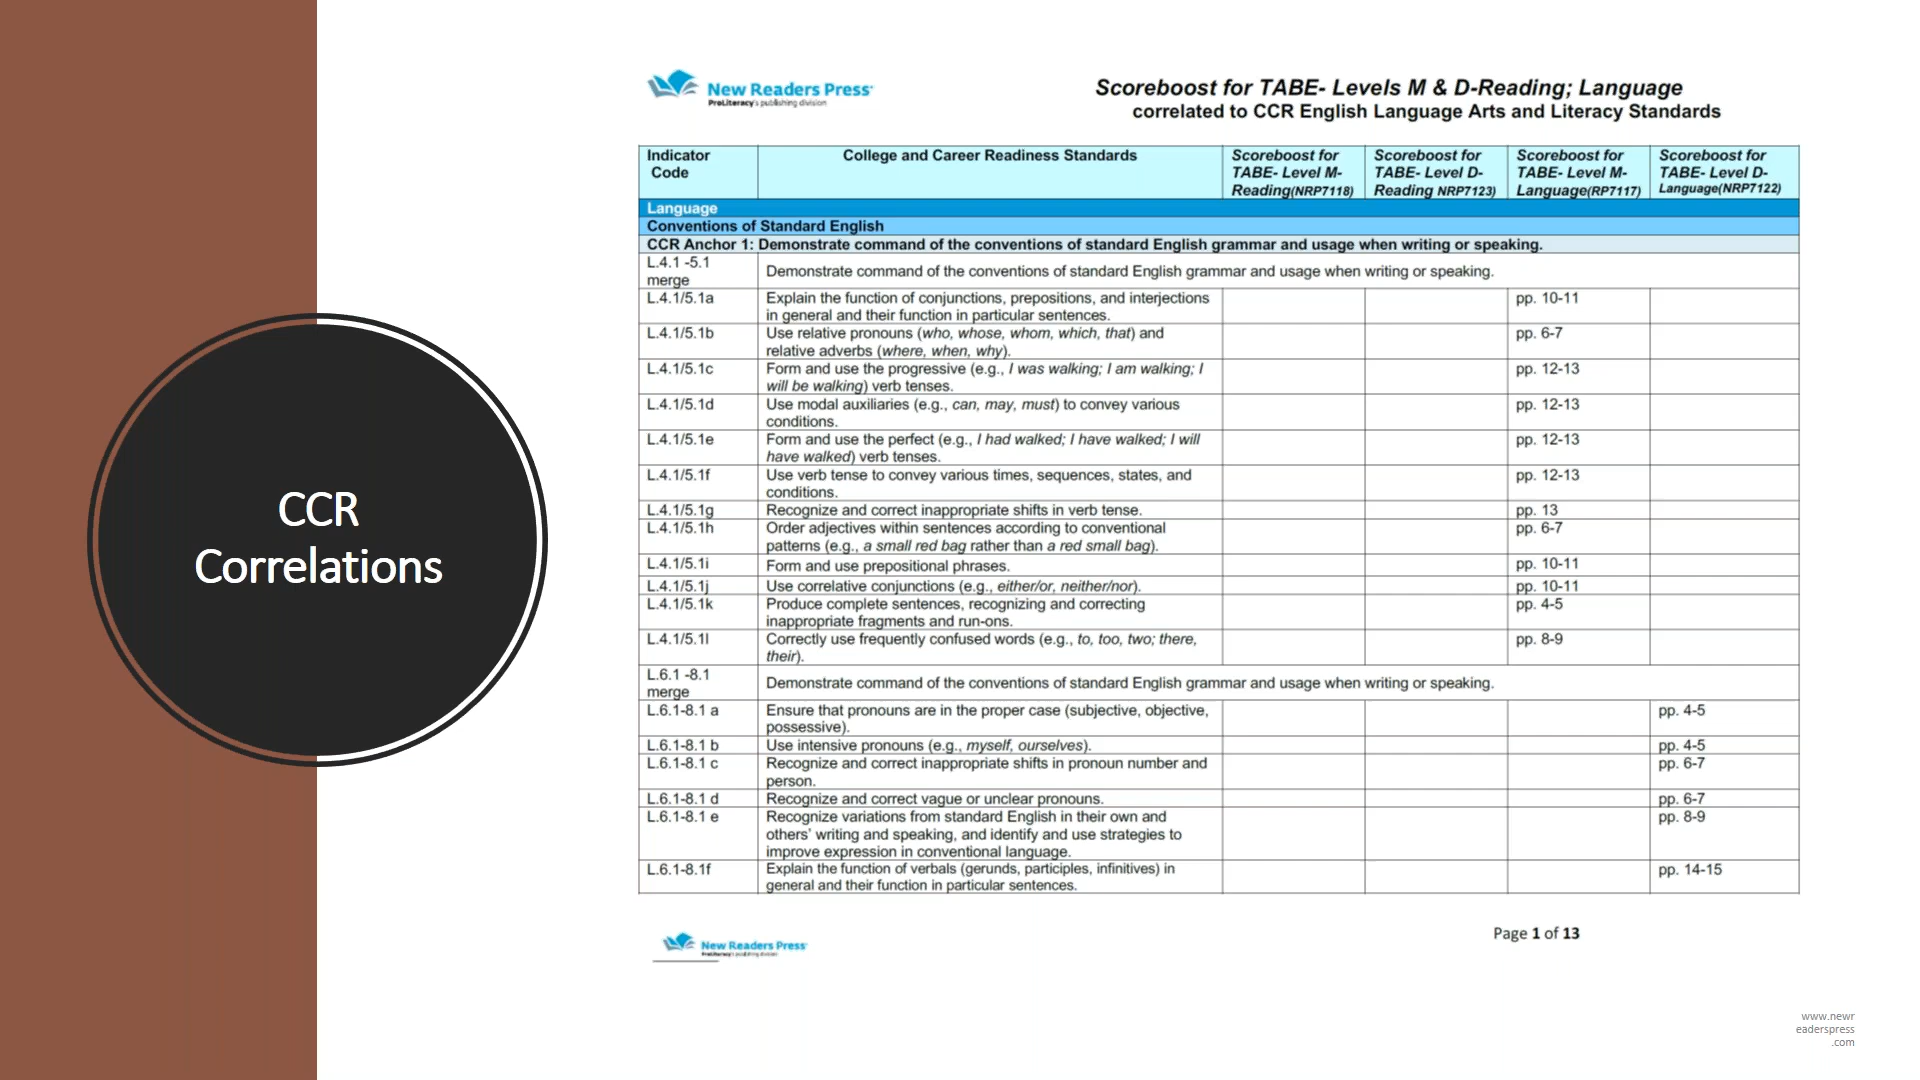 CCR
Correlations
New Readers Press
ProLiteracy's publishing division
Scoreboost for TABE- Levels M & D-Reading; Language
correlated to CCR English Language Arts and Literacy Standards
Indicator
Code
College and Career Readiness Standards
Scoreboost for
TABE- Level M-
Reading(NRP7118)
Scoreboost for
TABE- Level D-
Reading NRP7123)
Scoreboost for
TABE- Level M-
Language(RP7117)
Scoreboost for
TABE- Level D-
Language(NRP7122)
Language
Conventions of Standard English
CCR Anchor 1: Demonstrate command of the conventions of standard English grammar and usage when writing or speaking.
L.4.1 -5.1
merge
Demonstrate command of the conventions of standard English grammar and usage when writing or speaking.
L.4.1/5.1a
Explain the function of conjunctions, prepositions, and interjections
in general and their function in particular sentences.
pp. 10-11
L.4.1/5.1b
Use relative pronouns (who, whose, whom, which, that) and
relative adverbs (where, when, why).
pp. 6-7
L.4.1/5.1c
Form and use the progressive (e.g., I was walking; I am walking; I
will be walking) verb tenses.
pp. 12-13
L.4.1/5.1d
Use modal auxiliaries (e.g., can, may, must) to convey various
conditions.
pp. 12-13
L.4.1/5.1e
Form and use the perfect (e.g., I had walked; I have walked; I will
have walked) verb tenses.
pp. 12-13
L.4.1/5.1f
Use verb tense to convey various times, sequences, states, and
conditions.
pp. 12-13
L.4.1/5.1g
Recognize and correct inappropriate shifts in verb tense.
pp. 13
L.4.1/5.1h
Order adjectives within sentences according to conventional
patterns (e.g., a small red bag rather than a red small bag).
pp. 6-7
L.4.1/5.1i
Form and use prepositional phrases.
pp. 10-11
L.4.1/5.1j
Use correlative conjunctions (e.g., either/or, neither/nor).
pp. 10-11
L.4.1/5.1k
Produce complete sentences, recognizing and correcting
inappropriate fragments and run-ons.
pp. 4-5
L.4.1/5.1l
Correctly use frequently confused words (e.g., to, too, two; there,
their).
pp. 8-9
L.6.1 -8.1
merge
Demonstrate command of the conventions of standard English grammar and usage when writing or speaking.
L.6.1-8.1 a
Ensure that pronouns are in the proper case (subjective, objective,
possessive).
pp. 4-5
L.6.1-8.1 b
Use intensive pronouns (e.g., myself, ourselves).
pp. 4-5
L.6.1-8.1 c
Recognize and correct inappropriate shifts in pronoun number and
person.
pp. 6-7
L.6.1-8.1 d
Recognize and correct vague or unclear pronouns.
pp. 6-7
L.6.1-8.1 e
Recognize variations from standard English in their own and
others' writing and speaking, and identify and use strategies to
improve expression in conventional language.
pp. 8-9
L.6.1-8.1f
Explain the function of verbals (gerunds, participles, infinitives) in
general and their function in particular sentences.
pp. 14-15
New Readers Press
ProLiteracy's publishing division
Page 1 of 13
www.newr
eaderspress
.com